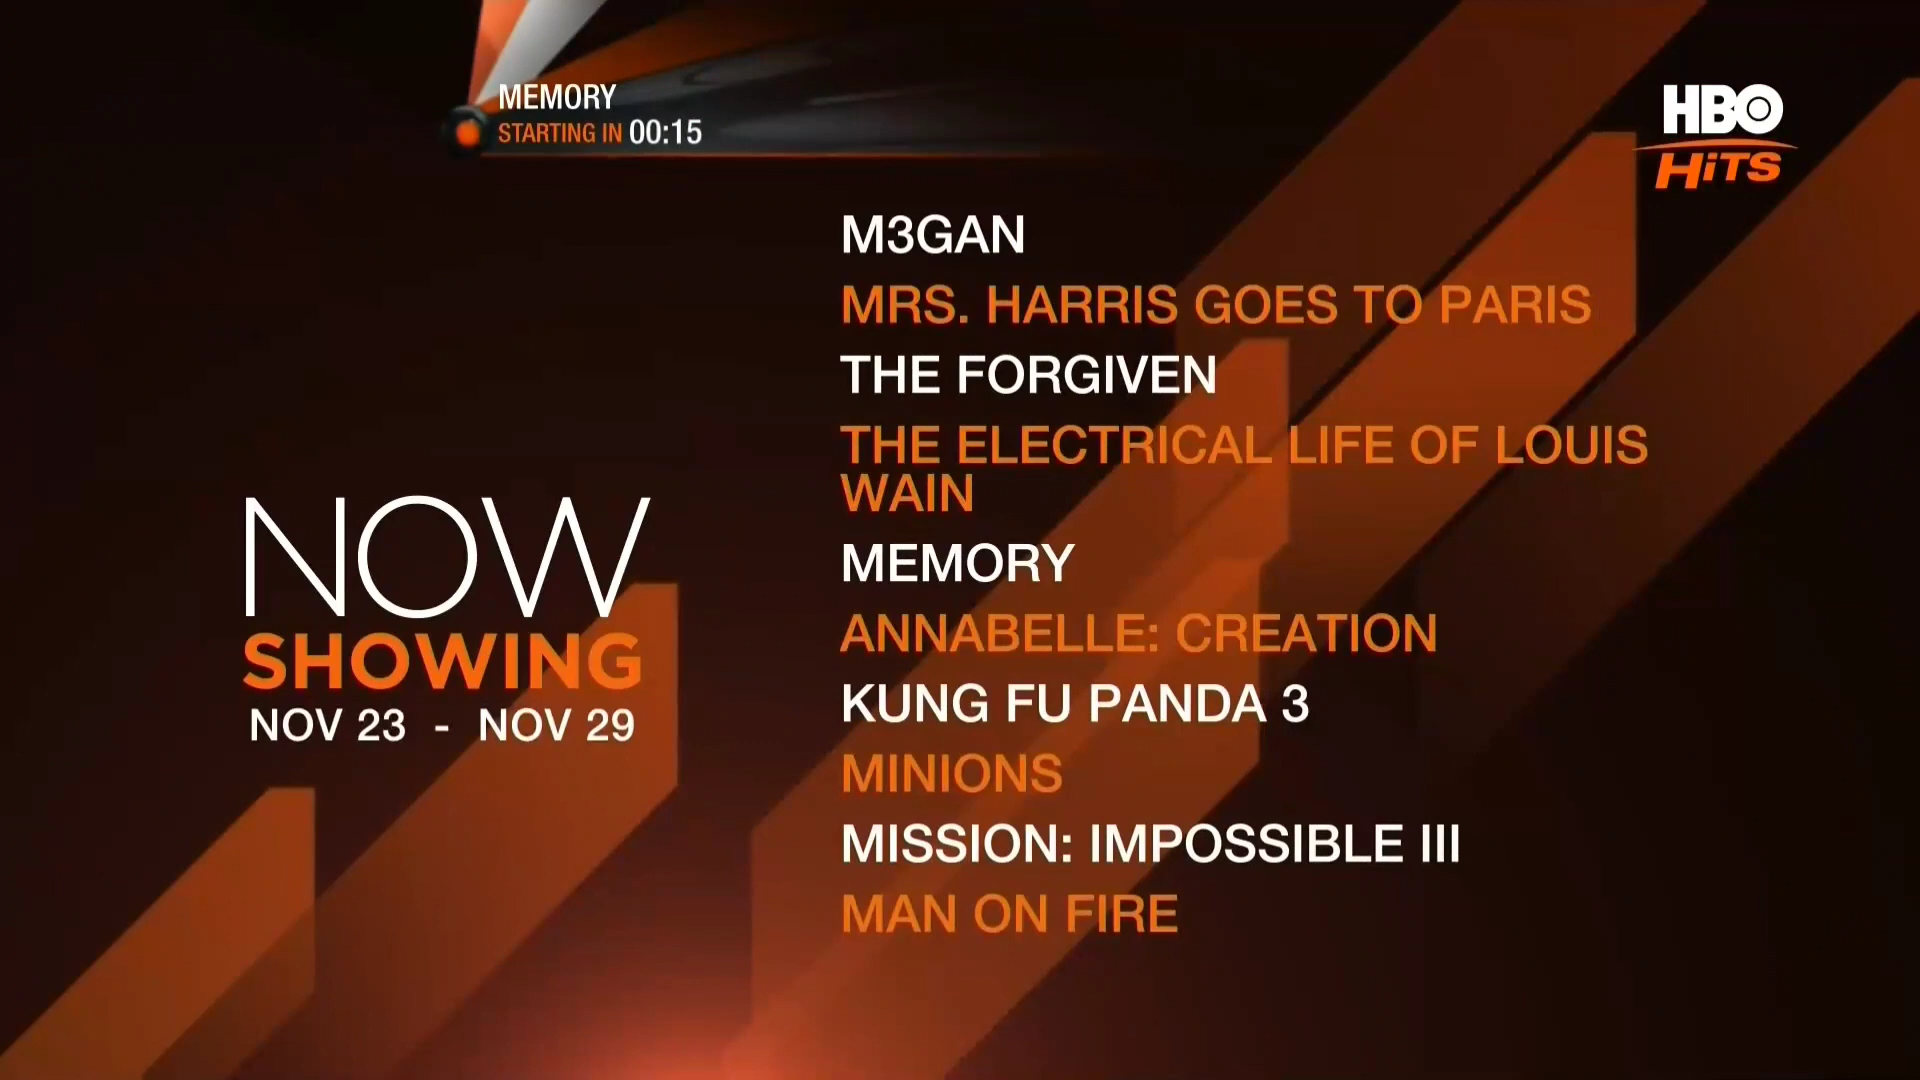 MEMORY
STARTING IN 00:15
HBO
HiTS
M3GAN
MRS. HARRIS GOES TO PARIS
THE FORGIVEN
THE ELECTRICAL LIFE OF LOUIS
WAIN
MEMORY
ANNABELLE: CREATION
KUNG FU PANDA 3
MINIONS
MISSION: IMPOSSIBLE III
MAN ON FIRE
NOW
SHOWING
NOV 23 - NOV 29